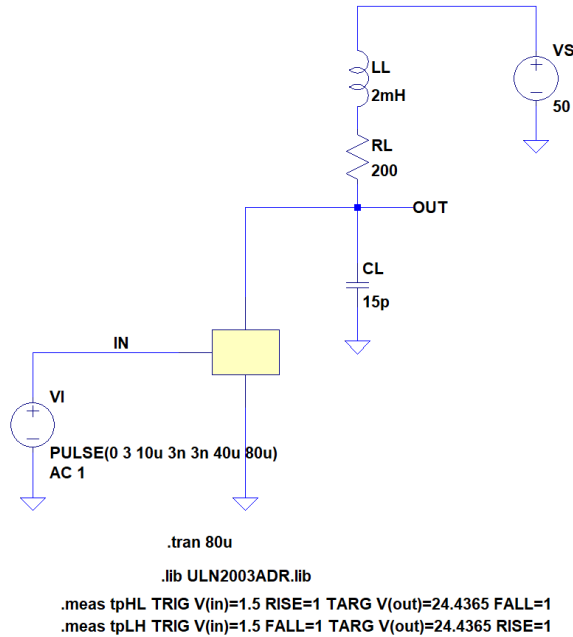 VS
LL
2mH
50
RL
200
OUT
CL
15p
IN
VI
PULSE(0 3 10u 3n 3n 40u 80u)
AC 1
.tran 80u
.lib ULN2003ADR.lib
.meas tpHL TRIG V(in)=1.5 RISE=1 TARG V(out)=24.4365 FALL=1
.meas tpLH TRIG V(in)=1.5 FALL=1 TARG V(out)=24.4365 RISE=1